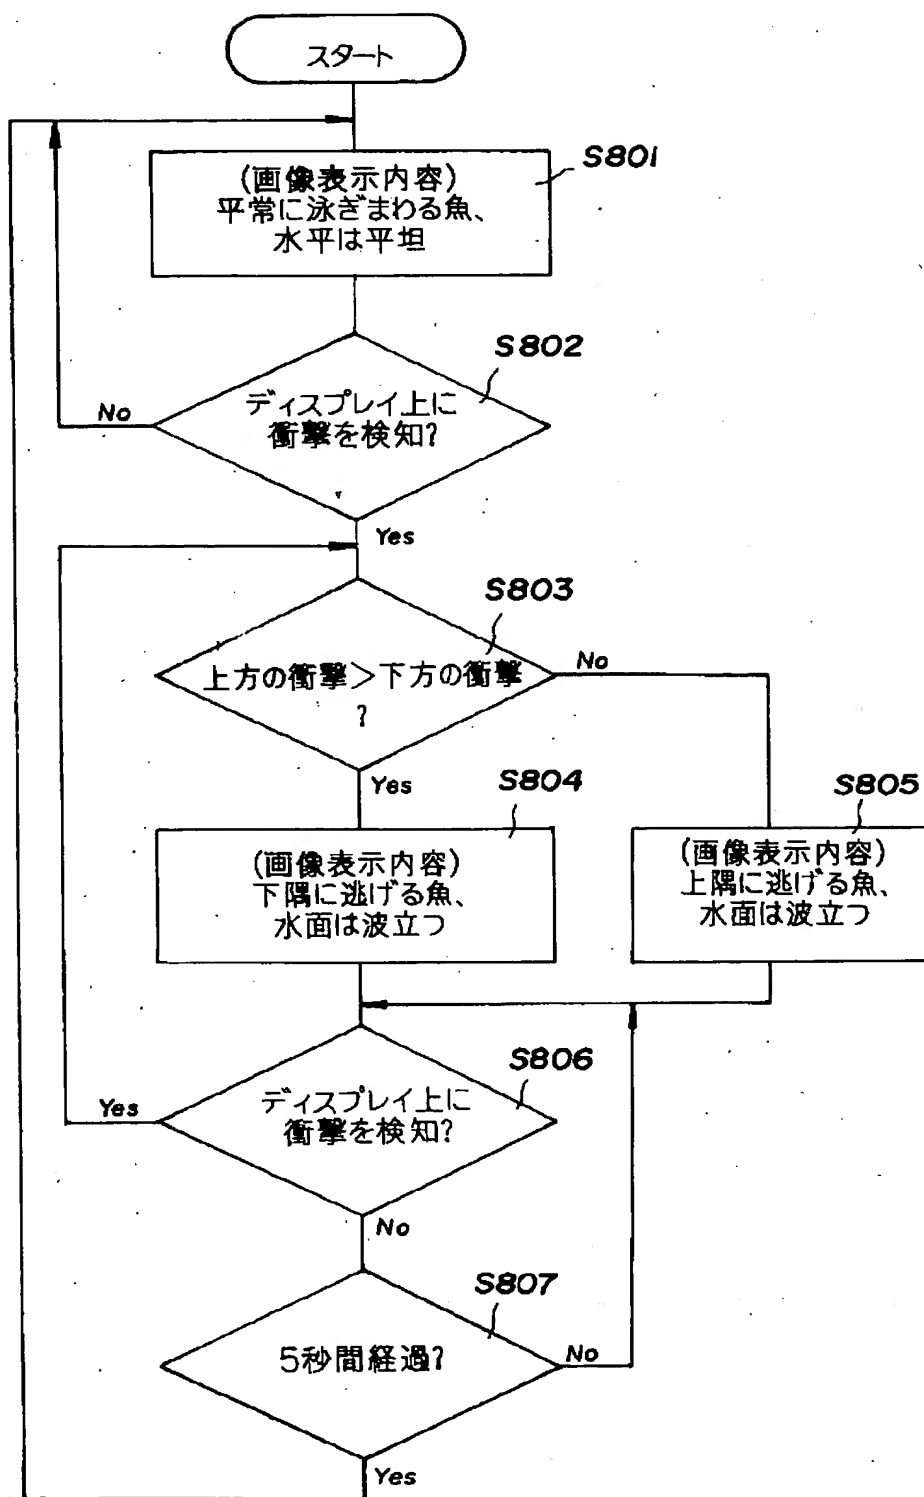 スタート
S801
(画像表示内容)
平常に泳ぎまわる魚、
水平は平坦
S802
ディスプレイ上に
衝撃を検知?
No
Yes
S803
上方の衝撃>下方の衝撃
?
No
Yes
S804
(画像表示内容)
下隅に逃げる魚、
水面は波立つ
S805
(画像表示内容)
上隅に逃げる魚、
水面は波立つ
S806
ディスプレイ上に
衝撃を検知?
Yes
No
S807
5秒間経過?
No
Yes